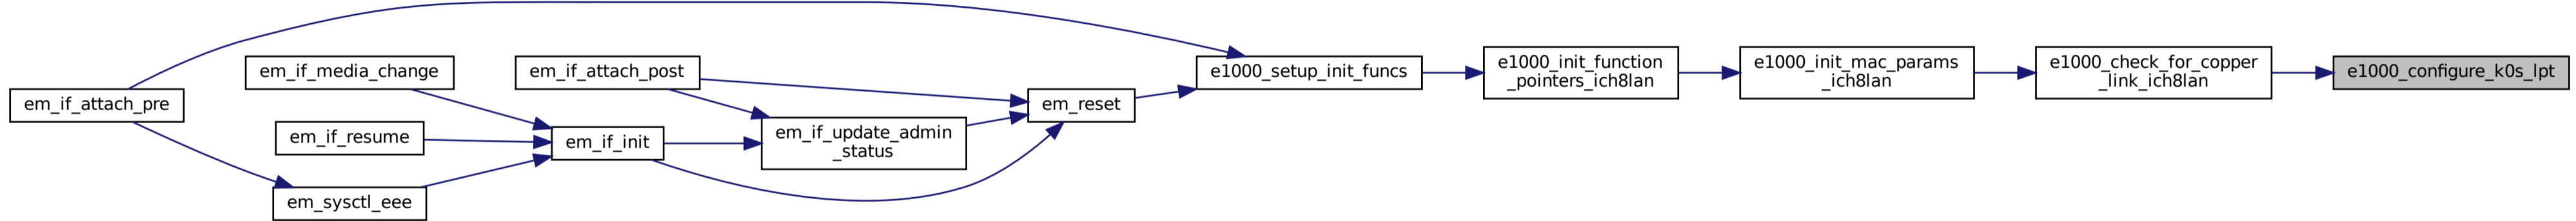 em_if_attach_pre
em_if_media_change
em_if_resume
em_sysctl_eee
em_if_attach_post
em_if_init
em_if_update_admin
_status
em_reset
e1000_setup_init_funcs
e1000_init_function
_pointers_ich8lan
e1000_init_mac_params
_ich8lan
e1000_check_for_copper
_link_ich8lan
e1000_configure_k0s_lpt